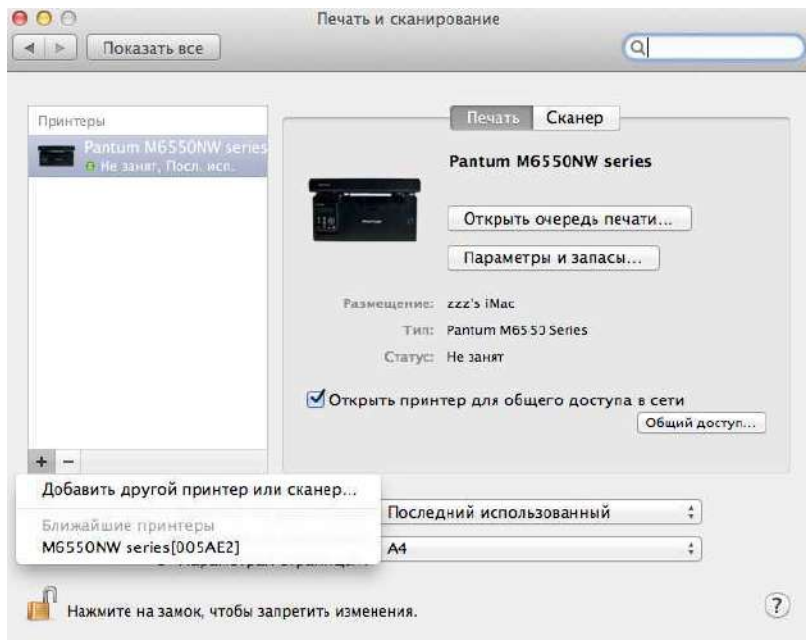 Печать и сканирование
Показать все
Принтеры
Pantum M6550NW series
Не занят, Посл. исп.
Печать Сканер
Pantum M6550NW series
Открыть очередь печати...
Параметры и запасы...
Размещение: zzz's iMac
Тип: Pantum M6550 Series
Статус: Не занят
Открыть принтер для общего доступа в сети
Общий доступ...
+ −
Добавить другой принтер или сканер...
Ближайшие принтеры
M6550NW series[005AE2]
Последний использованный
A4
Нажмите на замок, чтобы запретить изменения.
?